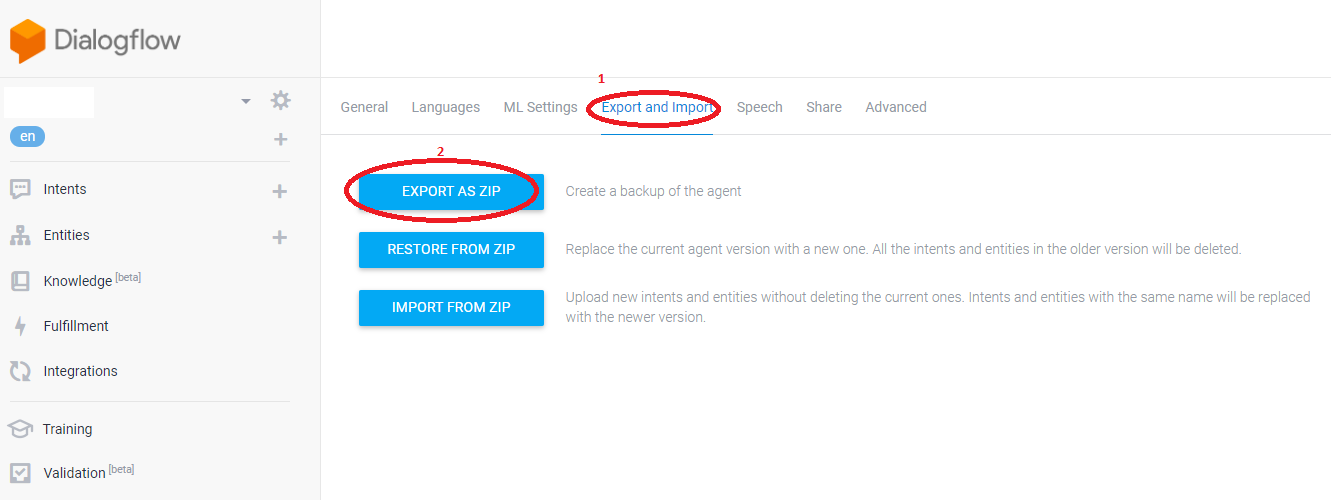 Dialogflow
1
General Languages ML Settings Export and Import Speech Share Advanced
en
2
EXPORT AS ZIP Create a backup of the agent
RESTORE FROM ZIP Replace the current agent version with a new one. All the intents and entities in the older version will be deleted.
IMPORT FROM ZIP Upload new intents and entities without deleting the current ones. Intents and entities with the same name will be replaced
with the newer version.
Intents
Entities
Knowledge [beta]
Fulfillment
Integrations
Training
Validation [beta]